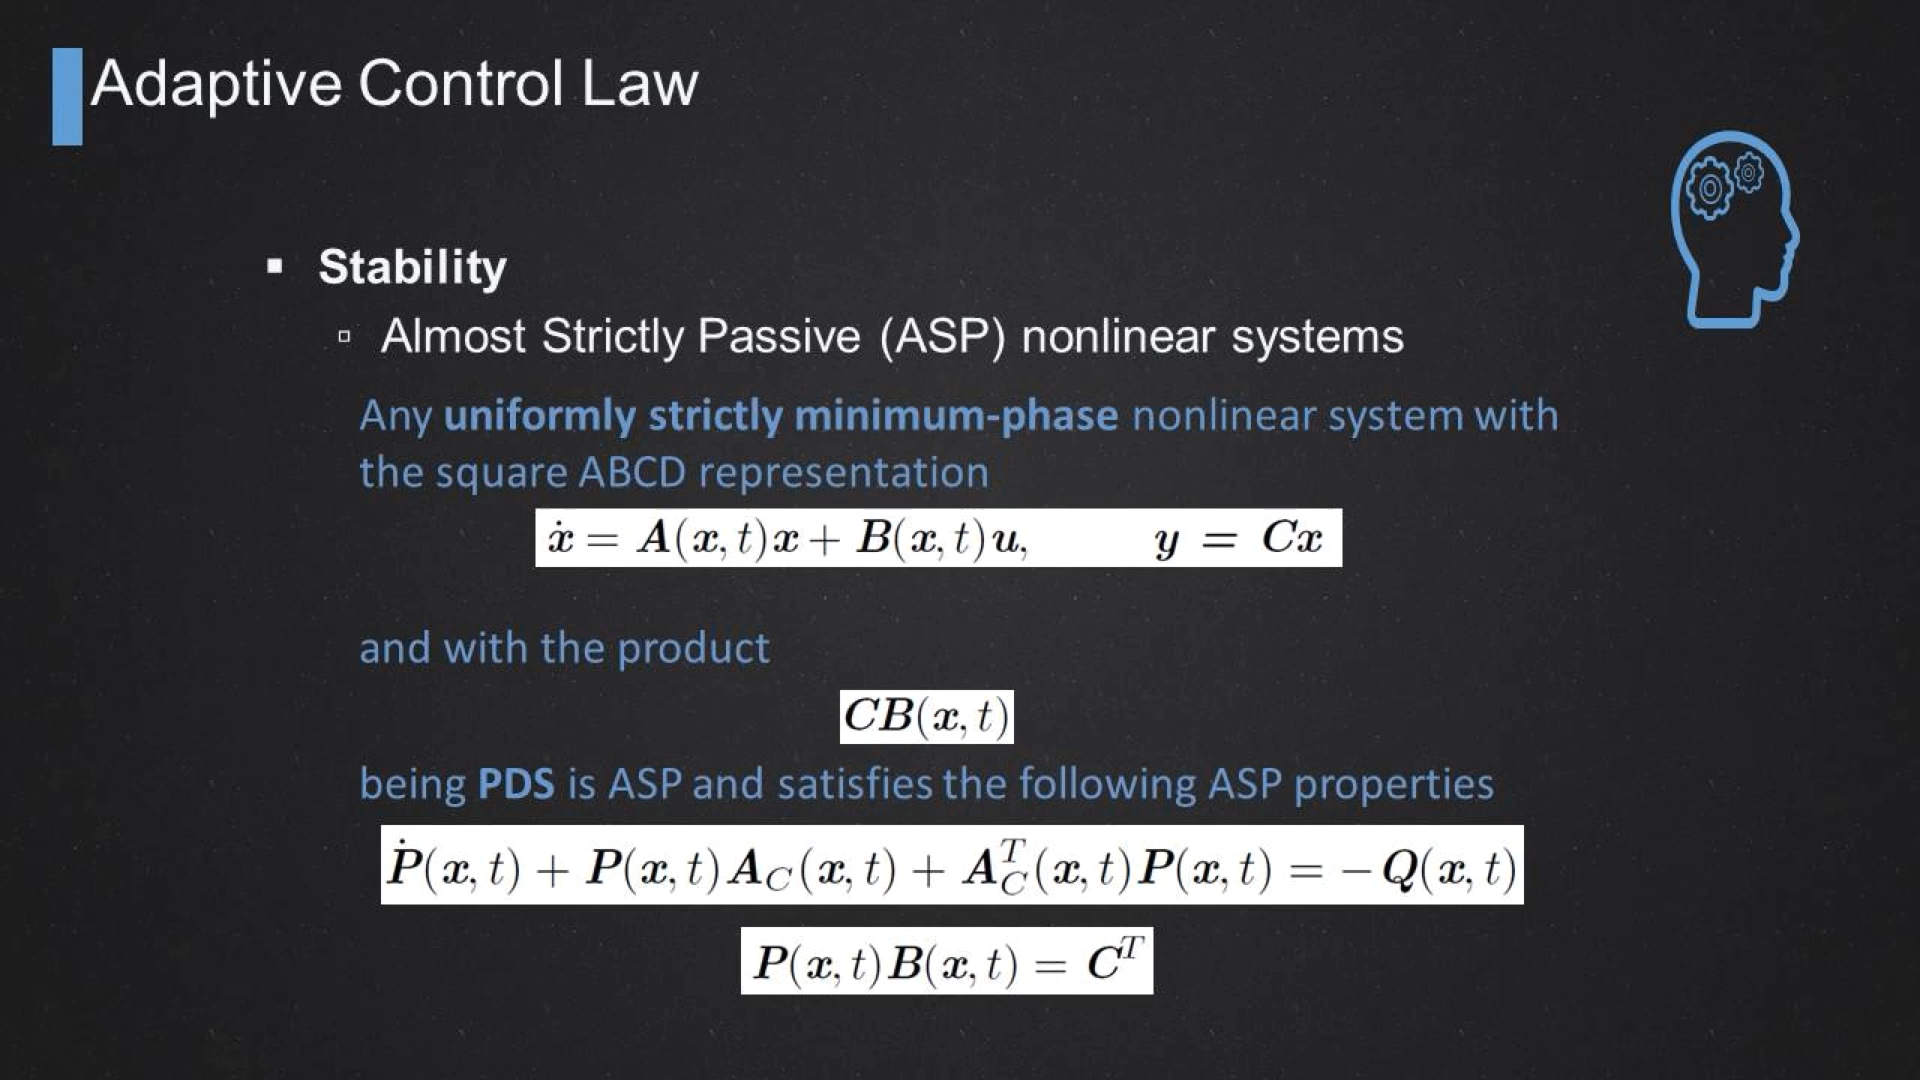 Adaptive Control Law
▪ Stability
▫ Almost Strictly Passive (ASP) nonlinear systems
Any uniformly strictly minimum-phase nonlinear system with
the square ABCD representation
ẋ = A(x, t)x + B(x, t)u, y = Cx
and with the product
CB(x, t)
being PDS is ASP and satisfies the following ASP properties
Ṗ(x, t) + P(x, t)A_C(x, t) + A_C^T(x, t)P(x, t) = −Q(x, t)
P(x, t)B(x, t) = C^T